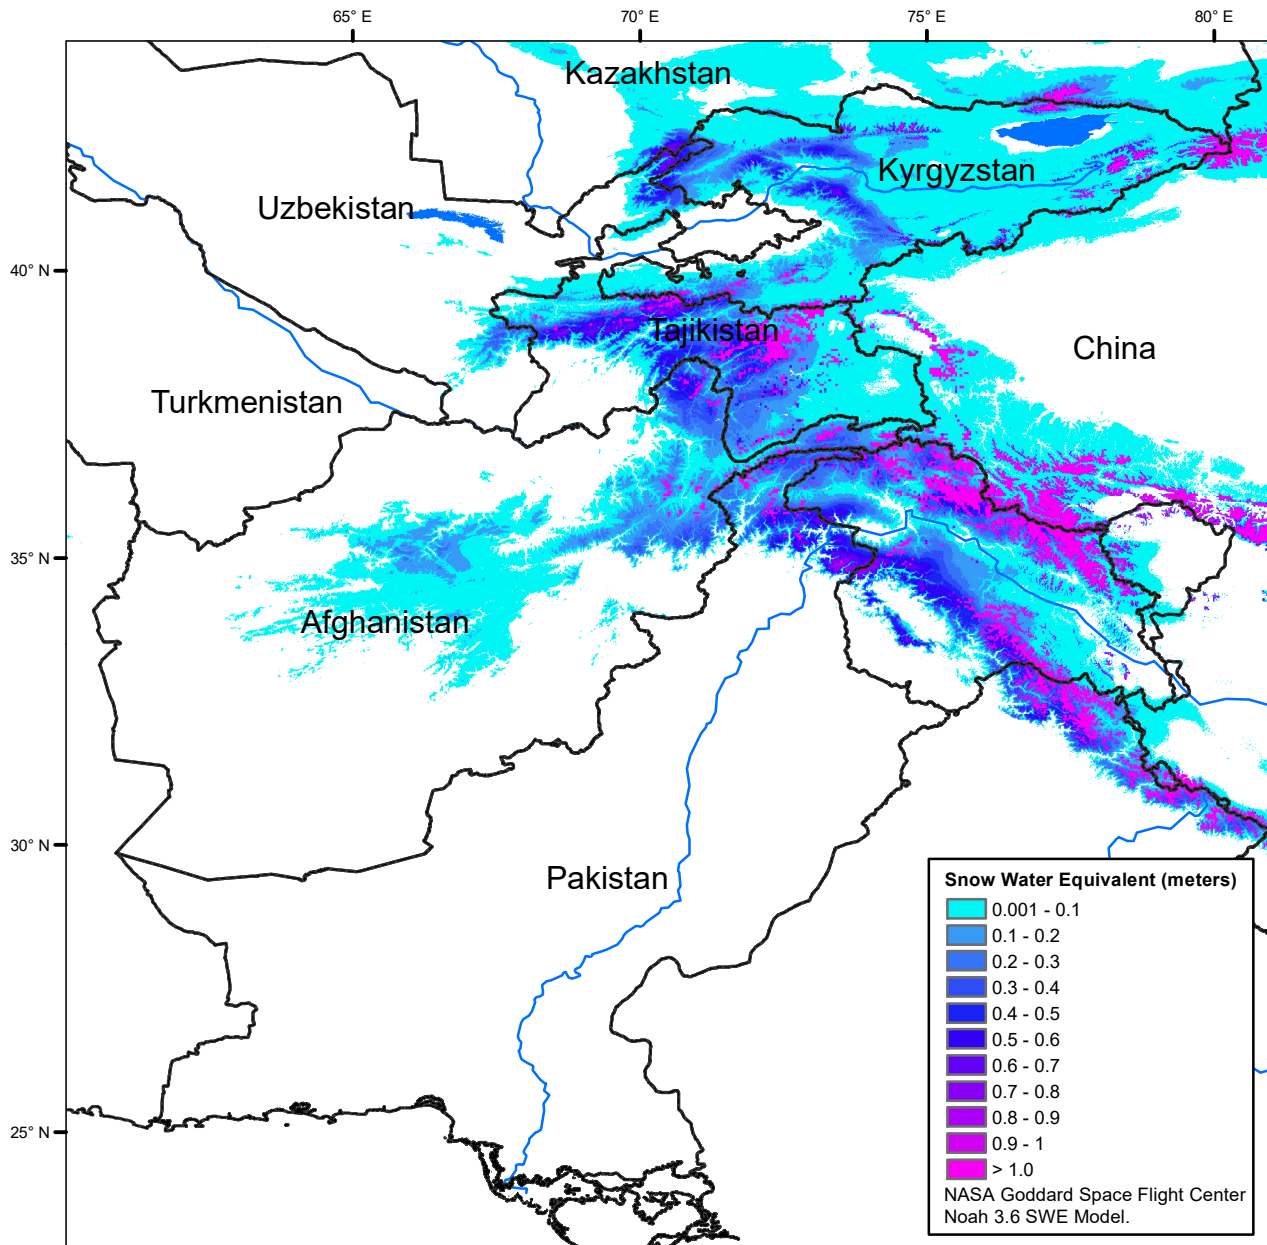 65° E
70° E
75° E
80° E
Kazakhstan
Kyrgyzstan
Uzbekistan
40° N
Tajikistan
China
Turkmenistan
35° N
Afghanistan
30° N
Pakistan
25° N
Snow Water Equivalent (meters)
0.001 - 0.1
0.1 - 0.2
0.2 - 0.3
0.3 - 0.4
0.4 - 0.5
0.5 - 0.6
0.6 - 0.7
0.7 - 0.8
0.8 - 0.9
0.9 - 1
> 1.0
NASA Goddard Space Flight Center
Noah 3.6 SWE Model.